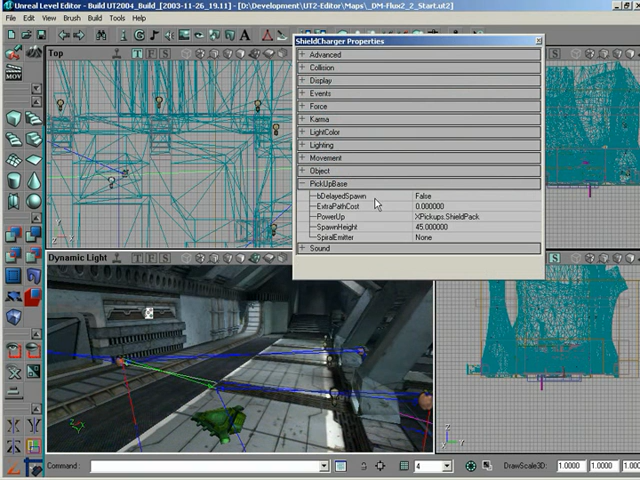 Unreal Level Editor - Build UT2004_Build_[2003-11-26_19.11] - [D:\Development\UT2-Editor\Maps\_DM-Flux2_2_Start.ut2]
File Edit View Brush Build Tools Help
Top
ShieldCharger Properties
Advanced
Collision
Display
Events
Force
Karma
LightColor
Lighting
Movement
Object
PickUpBase
bDelayedSpawn False
ExtraPathCost 0.000000
PowerUp XPickups.ShieldPack
SpawnHeight 45.000000
SpiralEmitter None
Sound
Dynamic Light
MOV
Command :
4
DrawScale3D: 1.0000 1.0000